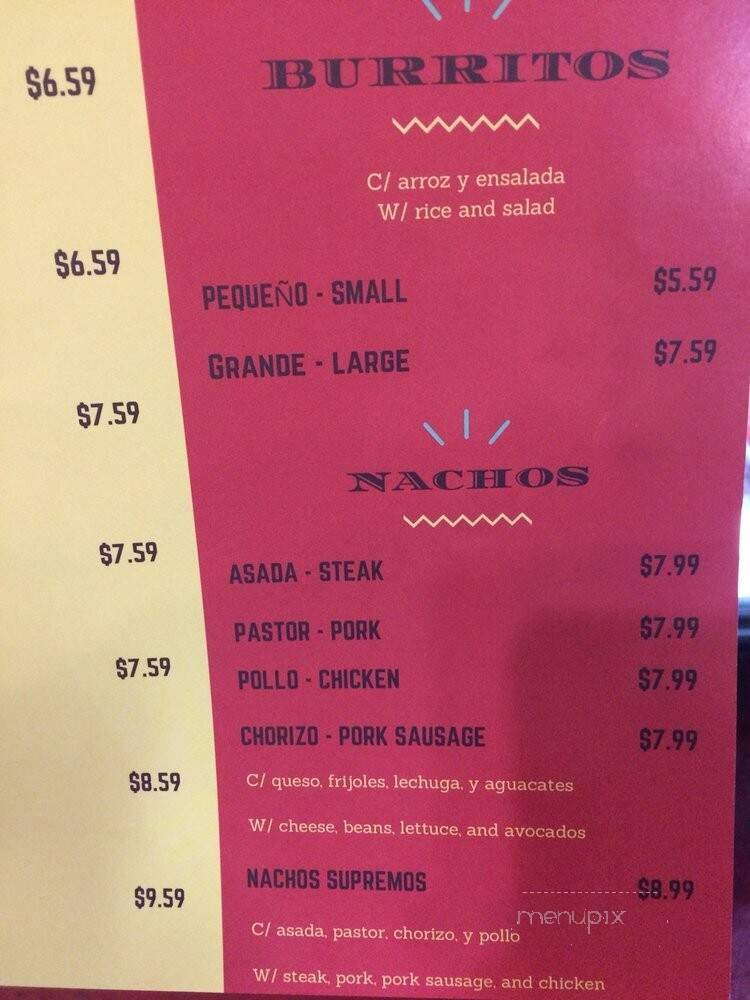 $6.59
$6.59
$7.59
$7.59
$7.59
$8.59
$9.59
BURRITOS
C/ arroz y ensalada
W/ rice and salad
PEQUEÑO - SMALL $5.59
GRANDE - LARGE $7.59
NACHOS
ASADA - STEAK $7.99
PASTOR - PORK $7.99
POLLO - CHICKEN $7.99
CHORIZO - PORK SAUSAGE $7.99
C/ queso, frijoles, lechuga, y aguacates
W/ cheese, beans, lettuce, and avocados
NACHOS SUPREMOS $8.99
C/ asada, pastor, chorizo, y pollo
W/ steak, pork, pork sausage, and chicken
menupix